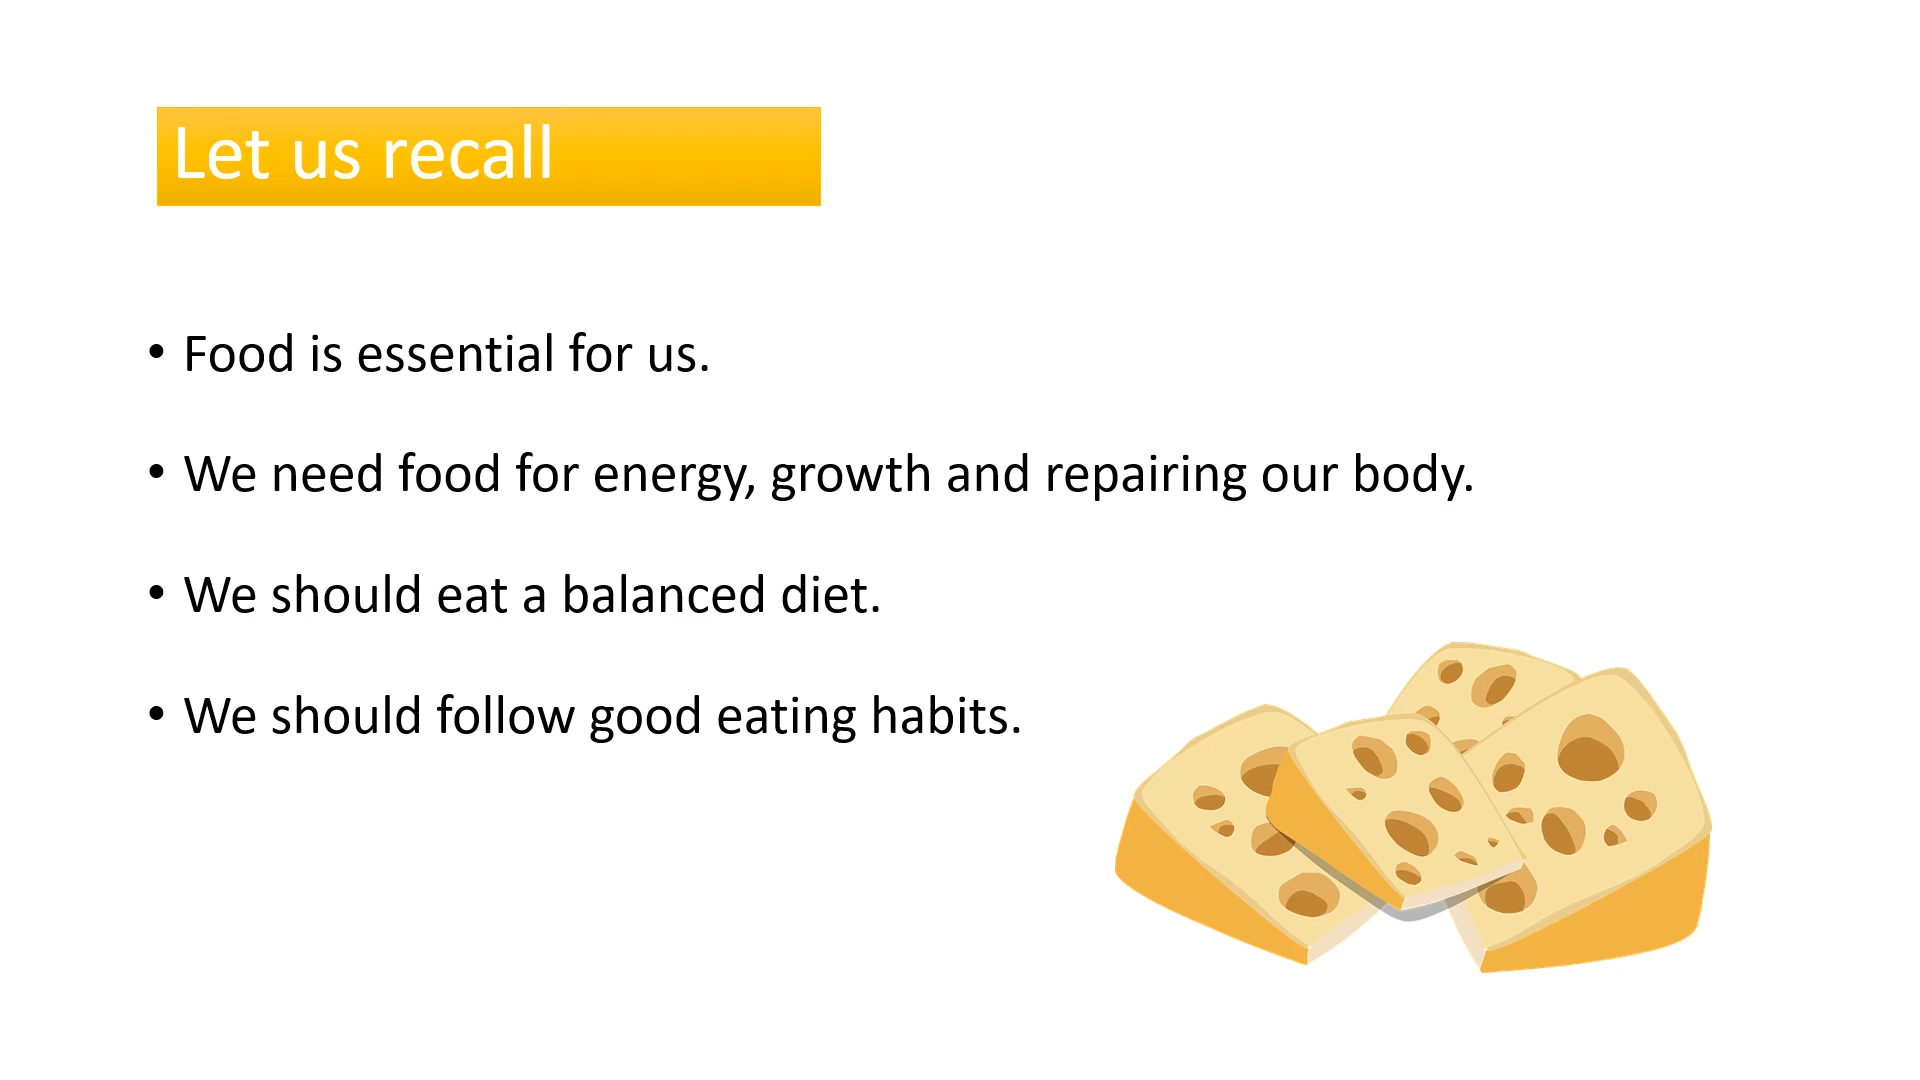 Let us recall
• Food is essential for us.
• We need food for energy, growth and repairing our body.
• We should eat a balanced diet.
• We should follow good eating habits.